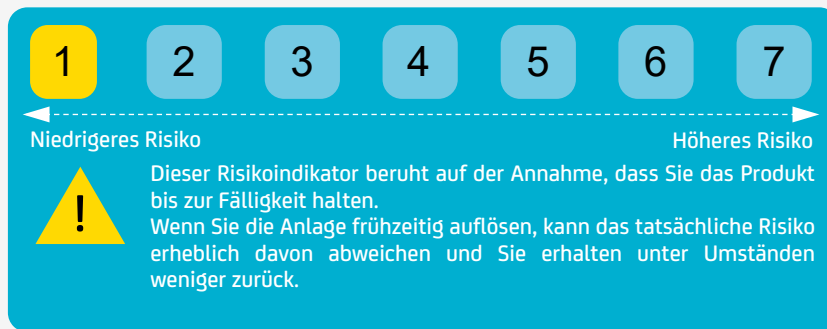 1 2 3 4 5 6 7
Niedrigeres Risiko Höheres Risiko
!
Dieser Risikoindikator beruht auf der Annahme, dass Sie das Produkt
bis zur Fälligkeit halten.
Wenn Sie die Anlage frühzeitig auflösen, kann das tatsächliche Risiko
erheblich davon abweichen und Sie erhalten unter Umständen
weniger zurück.